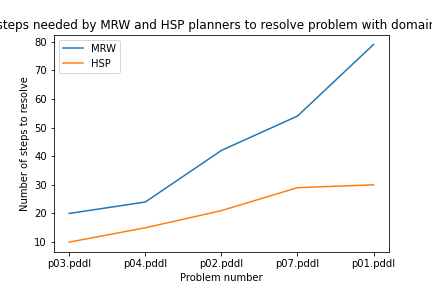 steps needed by MRW and HSP planners to resolve problem with domain
MRW
HSP
80
70
60
50
40
30
20
10
Number of steps to resolve
p03.pddl p04.pddl p02.pddl p07.pddl p01.pddl
Problem number